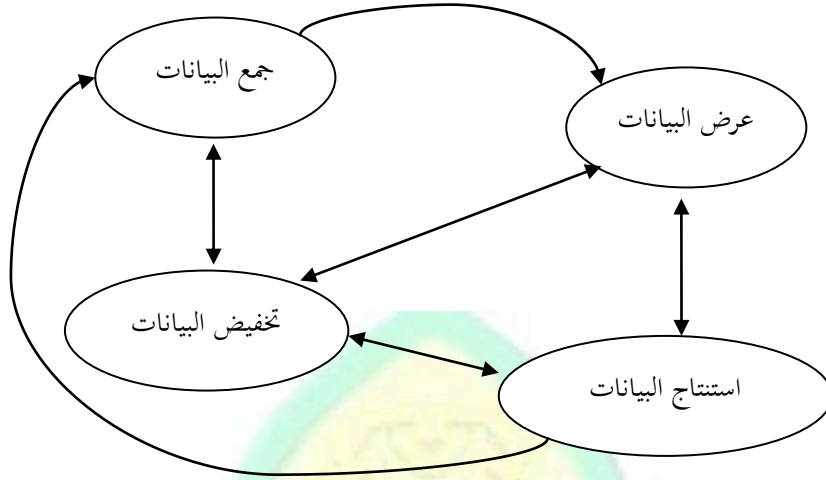 جمع البيانات
عرض البيانات
تخفيض البيانات
استنتاج البيانات